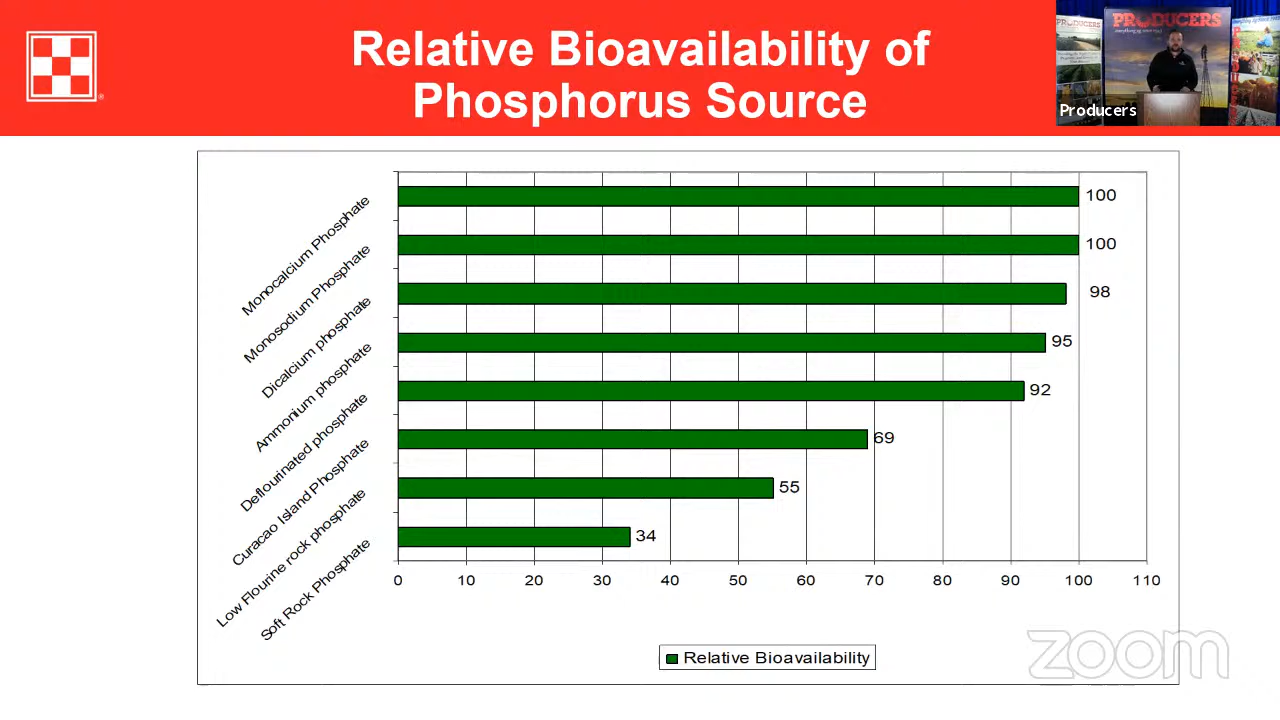 Relative Bioavailability of
Phosphorus Source
PRODUCERS
Producers
Monocalcium Phosphate
100
Monosodium Phosphate
100
Dicalcium phosphate
98
Ammonium phosphate
95
Deflourinated phosphate
92
Curacao Island Phosphate
69
Low Flourine rock phosphate
55
Soft Rock Phosphate
34
0 10 20 30 40 50 60 70 80 90 100 110
Relative Bioavailability
zoom